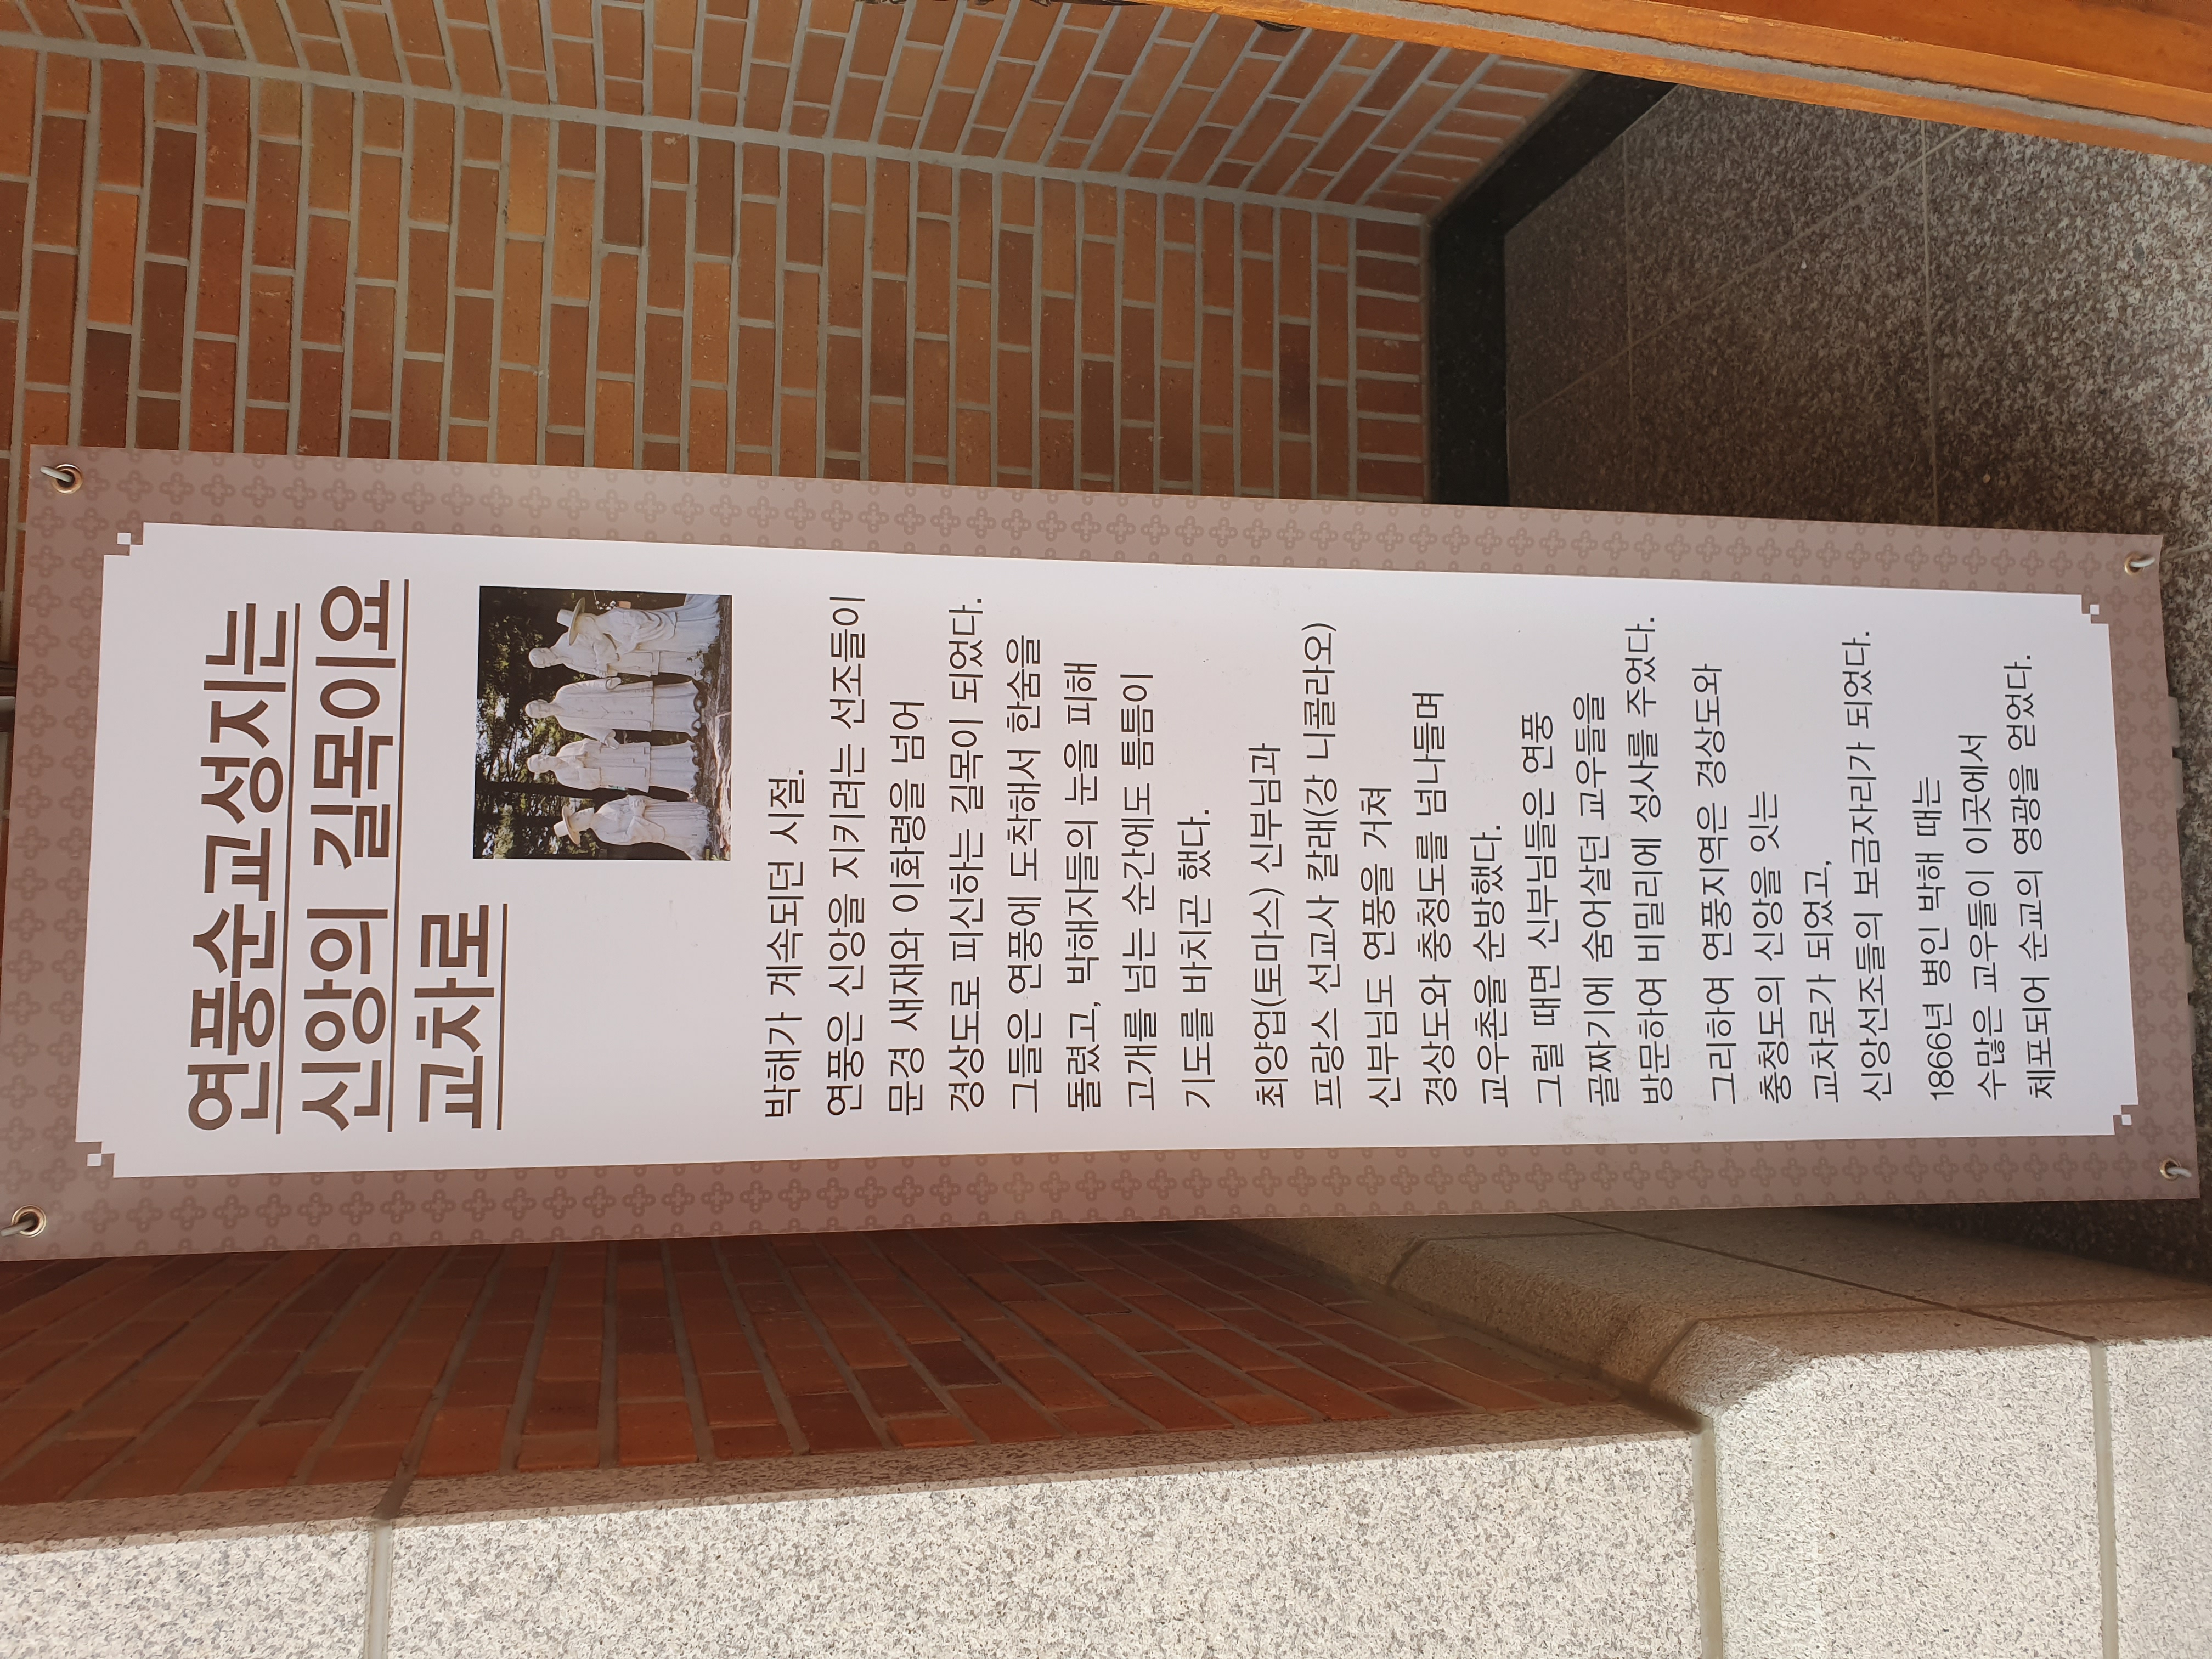 연풍순교성지는
신앙의 길목이요
교차로
박해가 계속되던 시절.
연풍은 신앙을 지키려는 선조들이
문경 새재와 이화령을 넘어
경상도로 피신하는 길목이 되었다.
그들은 연풍에 도착해서 한숨을
돌렸고, 박해자들의 눈을 피해
고개를 넘는 순간에도 틈틈이
기도를 바치곤 했다.
최양업(토마스) 신부님과
프랑스 선교사 칼래(강 니콜라오)
신부님도 연풍을 거쳐
경상도와 충청도를 넘나들며
교우촌을 순방했다.
그럴 때면 신부님들은 연풍
골짜기에 숨어살던 교우들을
방문하여 비밀리에 성사를 주었다.
그리하여 연풍지역은 경상도와
충청도의 신앙을 잇는
교차로가 되었고,
신앙선조들의 보금자리가 되었다.
1866년 병인 박해 때는
수많은 교우들이 이곳에서
체포되어 순교의 영광을 얻었다.